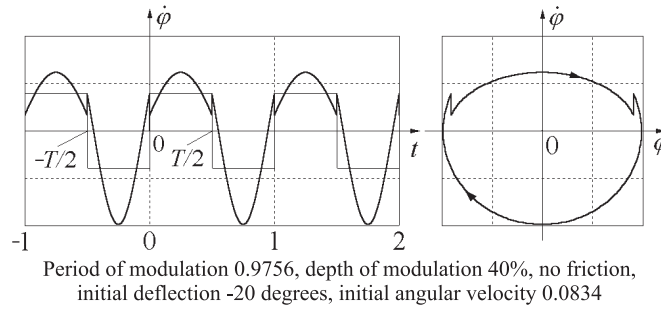 φ̇ φ̇
-T/2 0 T/2 t 0 φ
-1 0 1 2
Period of modulation 0.9756, depth of modulation 40%, no friction,
initial deflection -20 degrees, initial angular velocity 0.0834